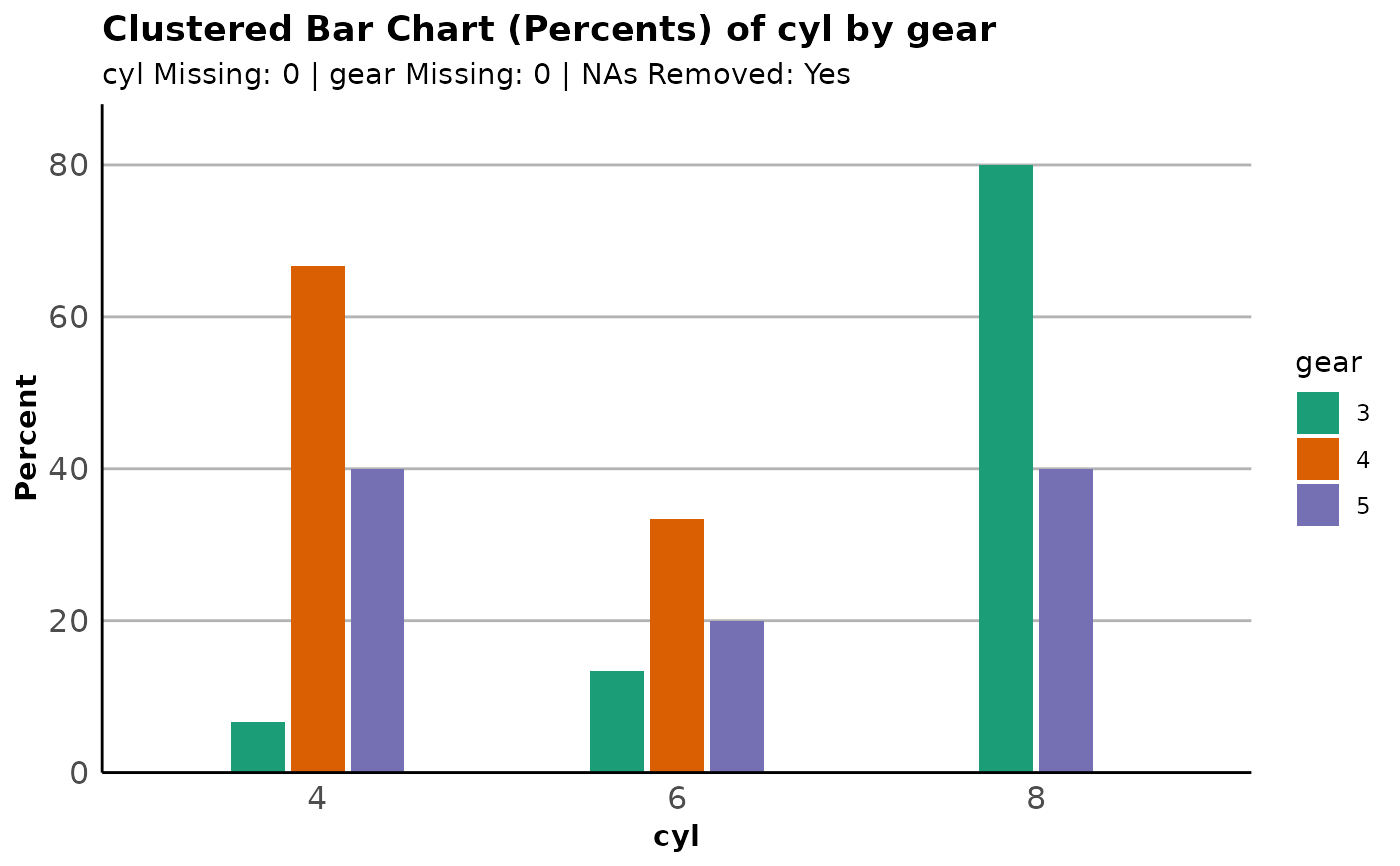 Clustered Bar Chart (Percents) of cyl by gear
cyl Missing: 0 | gear Missing: 0 | NAs Removed: Yes
Percent
80
60
40
20
0
4
6
8
cyl
gear
3
4
5